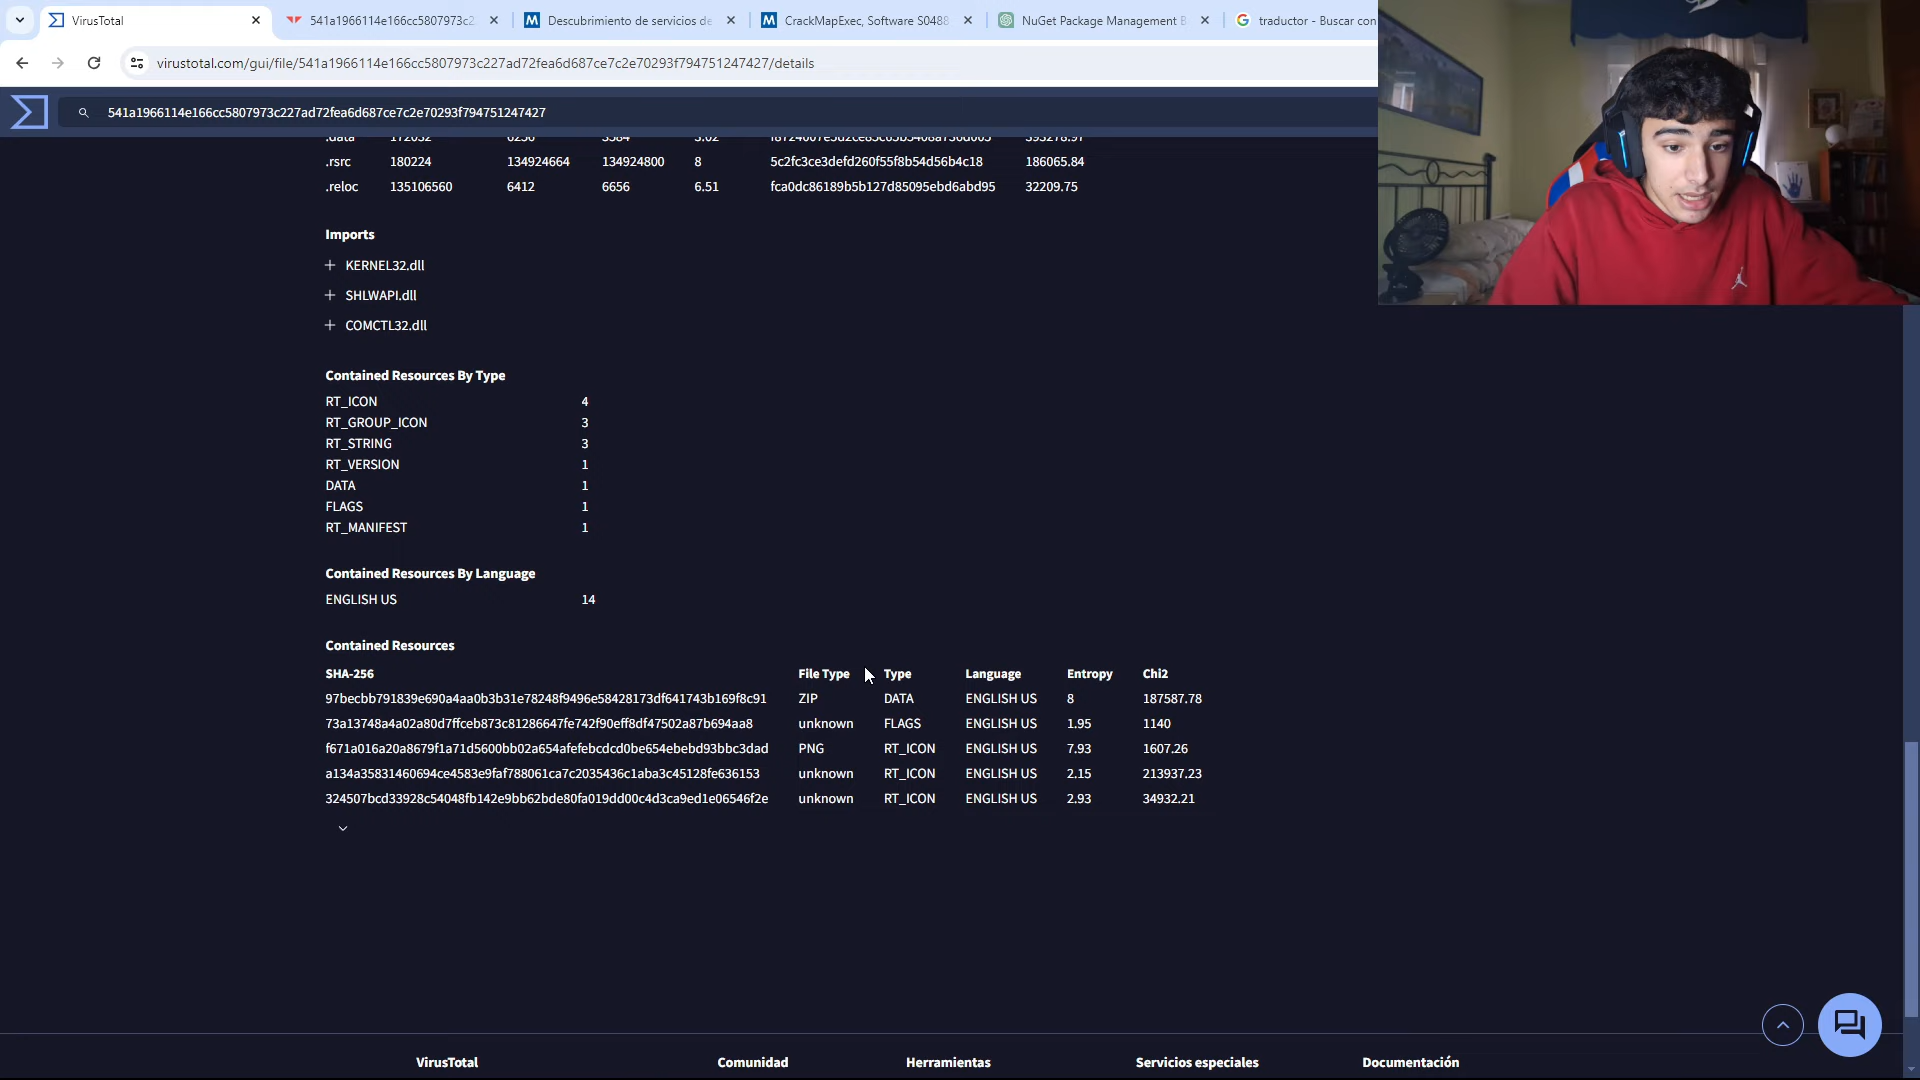 VirusTotal
541a1966114e166cc5807973c2
Descubrimiento de servicios de
CrackMapExec, Software S0488
NuGet Package Management B
traductor - Buscar con
virustotal.com/gui/file/541a1966114e166cc5807973c227ad72fea6d687ce7c2e70293f794751247427/details
541a1966114e166cc5807973c227ad72fea6d687ce7c2e70293f794751247427
.data 172032 6256 3584 3.02
.rsrc 180224 134924664 134924800 8 5c2fc3ce3defd260f55f8b54d56b4c18 186065.84
.reloc 135106560 6412 6656 6.51 fca0dc86189b5b127d85095ebd6abd95 32209.75
Imports
KERNEL32.dll
SHLWAPI.dll
COMCTL32.dll
Contained Resources By Type
RT_ICON 4
RT_GROUP_ICON 3
RT_STRING 3
RT_VERSION 1
DATA 1
FLAGS 1
RT_MANIFEST 1
Contained Resources By Language
ENGLISH US 14
Contained Resources
SHA-256 File Type Type Language Entropy Chi2
97becbb791839e690a4aa0b3b31e78248f9496e58428173df641743b169f8c91 ZIP DATA ENGLISH US 8 187587.78
73a13748a4a02a80d7ffceb873c81286647fe742f90eff8df47502a87b694aa8 unknown FLAGS ENGLISH US 1.95 1140
f671a016a20a8679f1a71d5600bb02a654afefebcdcd0be654ebebd93bbc3dad PNG RT_ICON ENGLISH US 7.93 1607.26
a134a35831460694ce4583e9faf788061ca7c2035436c1aba3c45128fe636153 unknown RT_ICON ENGLISH US 2.15 213937.23
324507bcd33928c54048fb142e9bb62bde80fa019dd00c4d3ca9ed1e06546f2e unknown RT_ICON ENGLISH US 2.93 34932.21
VirusTotal Comunidad Herramientas Servicios especiales Documentación